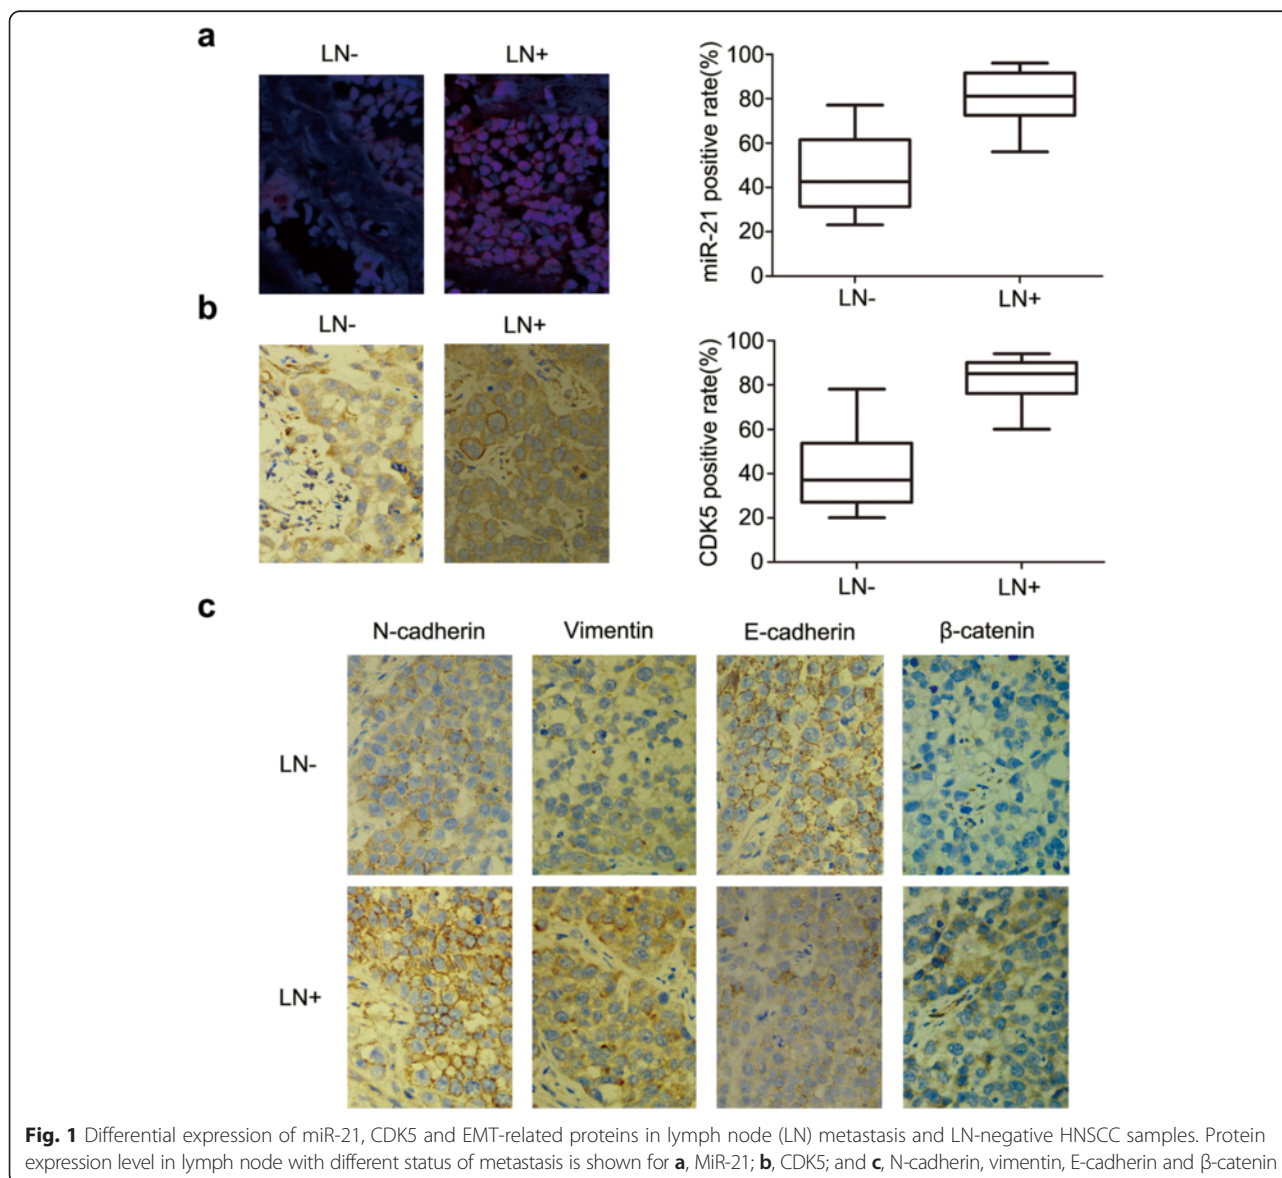 a
LN-
LN+
miR-21 positive rate(%)
100
80
60
40
20
0
LN-
LN+
b
LN-
LN+
CDK5 positive rate(%)
100
80
60
40
20
0
LN-
LN+
c
N-cadherin
Vimentin
E-cadherin
β-catenin
LN-
LN+
Fig. 1 Differential expression of miR-21, CDK5 and EMT-related proteins in lymph node (LN) metastasis and LN-negative HNSCC samples. Protein
expression level in lymph node with different status of metastasis is shown for a, MiR-21; b, CDK5; and c, N-cadherin, vimentin, E-cadherin and β-catenin